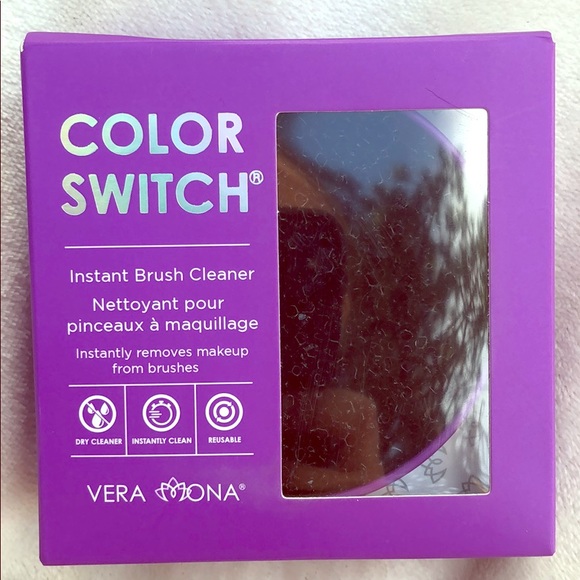 COLOR
SWITCH®
Instant Brush Cleaner
Nettoyant pour
pinceaux à maquillage
Instantly removes makeup
from brushes
DRY CLEANER INSTANTLY CLEAN REUSABLE
VERA MONA®